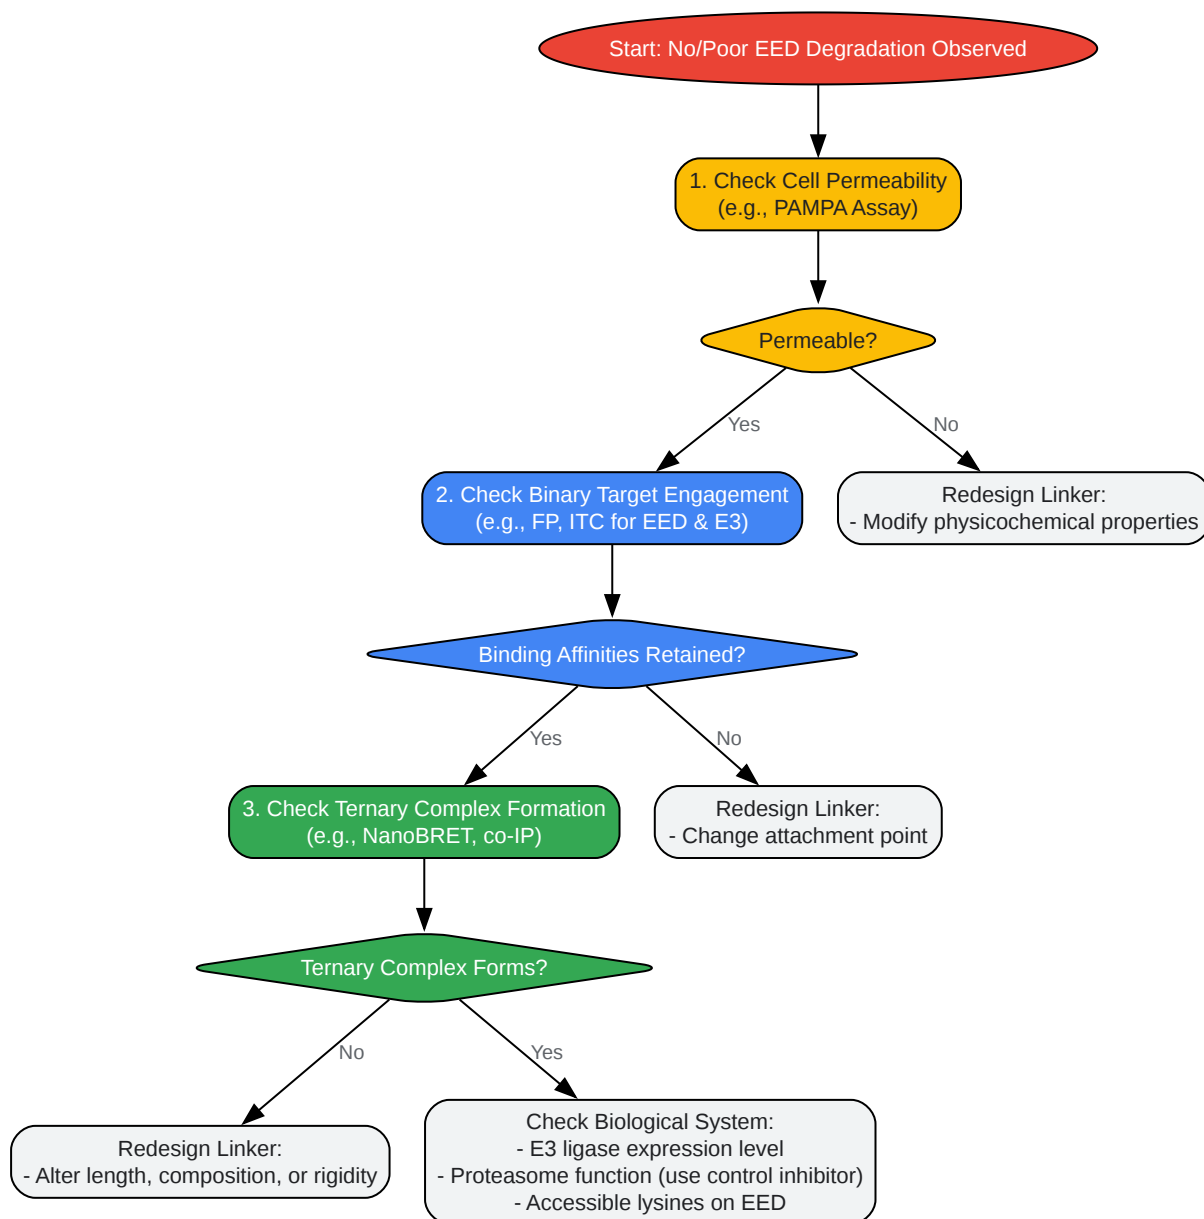 Start: No/Poor EED Degradation Observed
1. Check Cell Permeability
(e.g., PAMPA Assay)
Permeable?
Yes
No
2. Check Binary Target Engagement
(e.g., FP, ITC for EED & E3)
Redesign Linker:
- Modify physicochemical properties
Binding Affinities Retained?
Yes
No
3. Check Ternary Complex Formation
(e.g., NanoBRET, co-IP)
Redesign Linker:
- Change attachment point
Ternary Complex Forms?
No
Yes
Redesign Linker:
- Alter length, composition, or rigidity
Check Biological System:
- E3 ligase expression level
- Proteasome function (use control inhibitor)
- Accessible lysines on EED